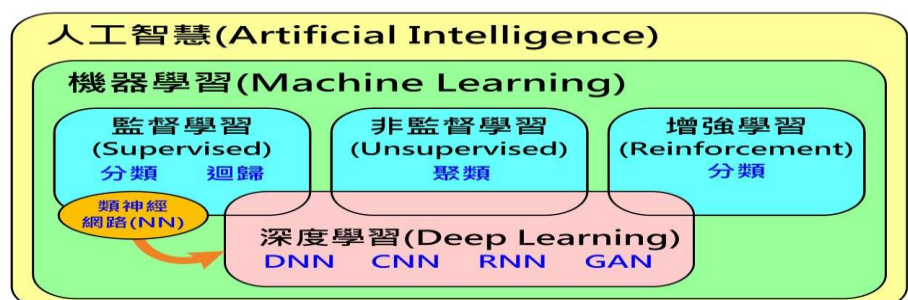 人工智慧(Artificial Intelligence)
機器學習(Machine Learning)
監督學習
(Supervised)
分類 迴歸
非監督學習
(Unsupervised)
聚類
增強學習
(Reinforcement)
分類
類神經
網路(NN)
深度學習(Deep Learning)
DNN CNN RNN GAN